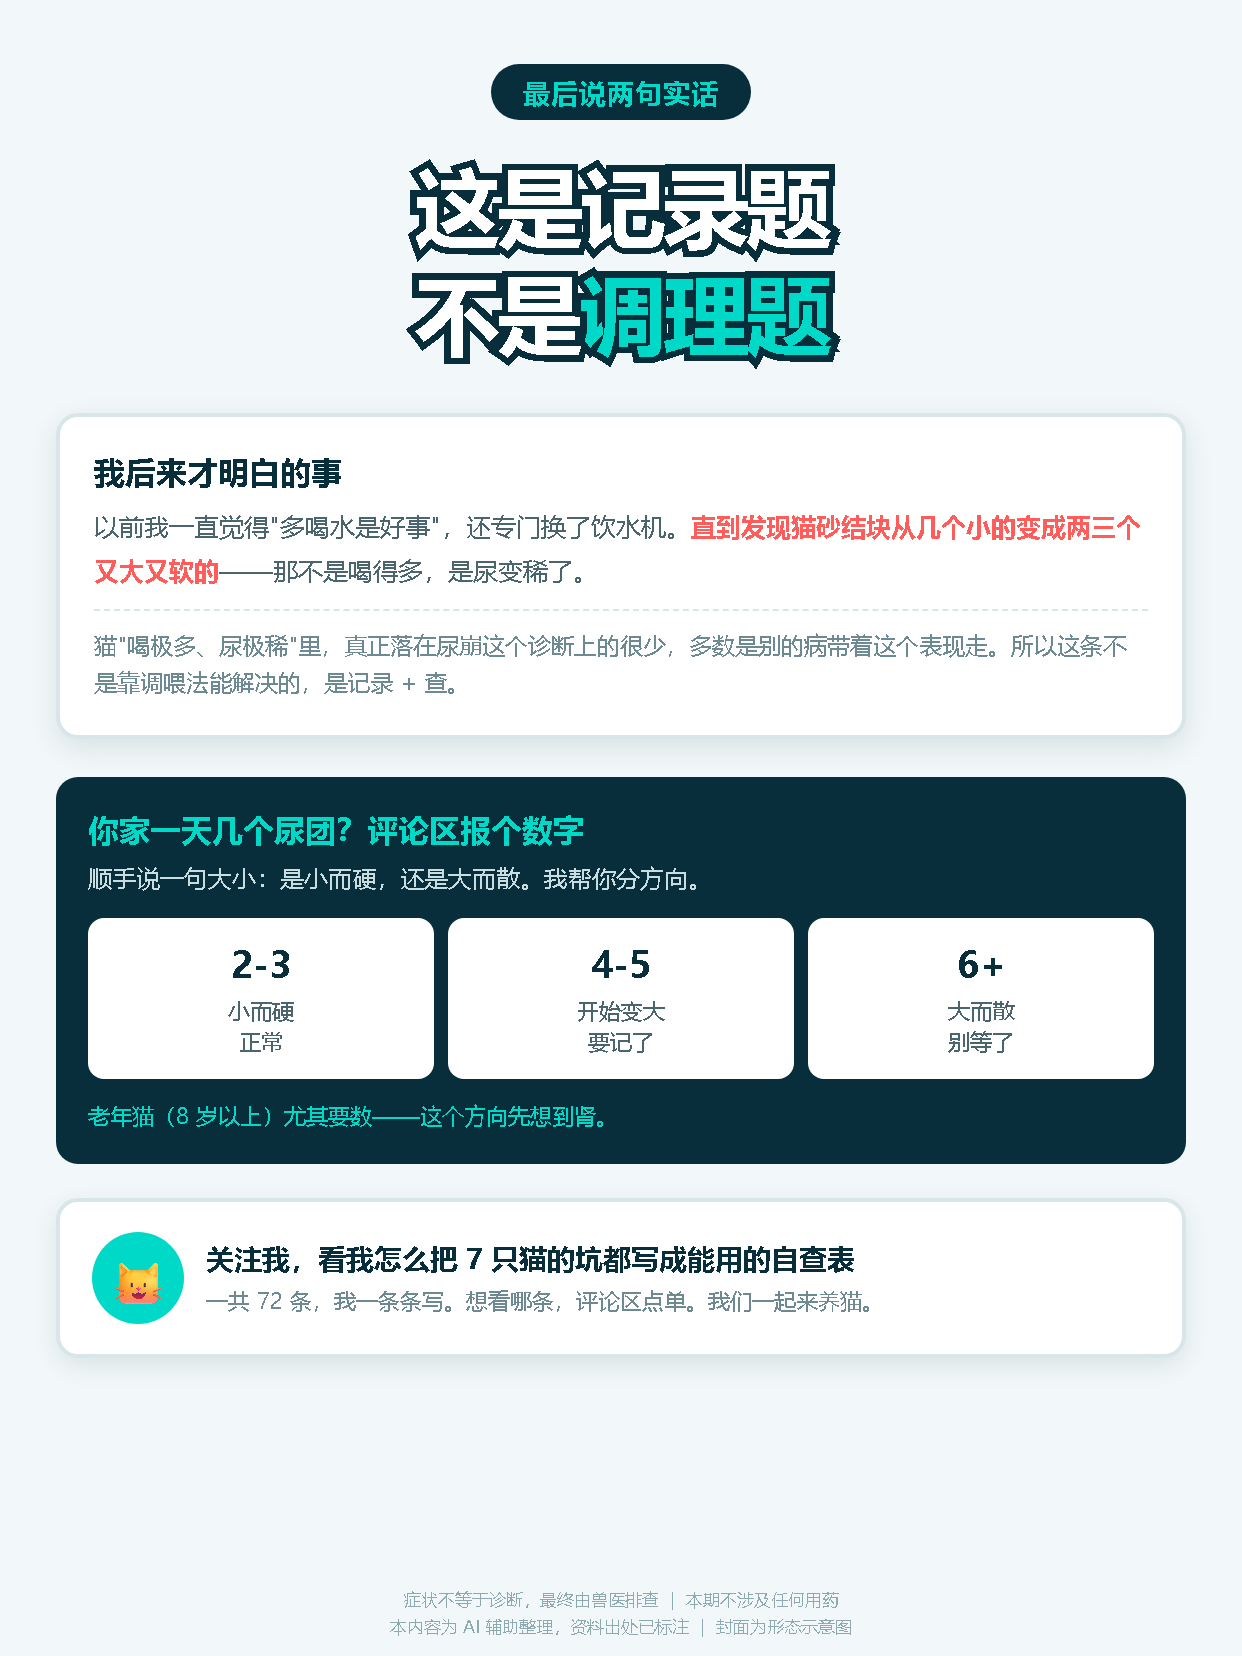 最后说两句实话
这是记录题
不是调理题
我后来才明白的事
以前我一直觉得"多喝水是好事"，还专门换了饮水机。直到发现猫砂结块从几个小的变成两三个
又大又软的——那不是喝得多，是尿变稀了。
猫"喝极多、尿极稀"里，真正落在尿崩这个诊断上的很少，多数是别的病带着这个表现走。所以这条不
是靠调喂法能解决的，是记录 + 查。
你家一天几个尿团？评论区报个数字
顺手说一句大小：是小而硬，还是大而散。我帮你分方向。
2-3
小而硬
正常
4-5
开始变大
要记了
6+
大而散
别等了
老年猫（8 岁以上）尤其要数——这个方向先想到肾。
关注我，看我怎么把 7 只猫的坑都写成能用的自查表
一共 72 条，我一条条写。想看哪条，评论区点单。我们一起来养猫。
症状不等于诊断，最终由兽医排查 ｜ 本期不涉及任何用药
本内容为 AI 辅助整理，资料出处已标注 ｜ 封面为形态示意图